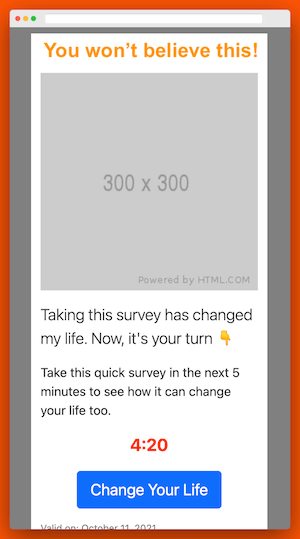 You won’t believe this!
300 x 300
Powered by HTML.COM
Taking this survey has changed
my life. Now, it's your turn 👇
Take this quick survey in the next 5
minutes to see how it can change
your life too.
4:20
Change Your Life
Valid on: October 11, 2021